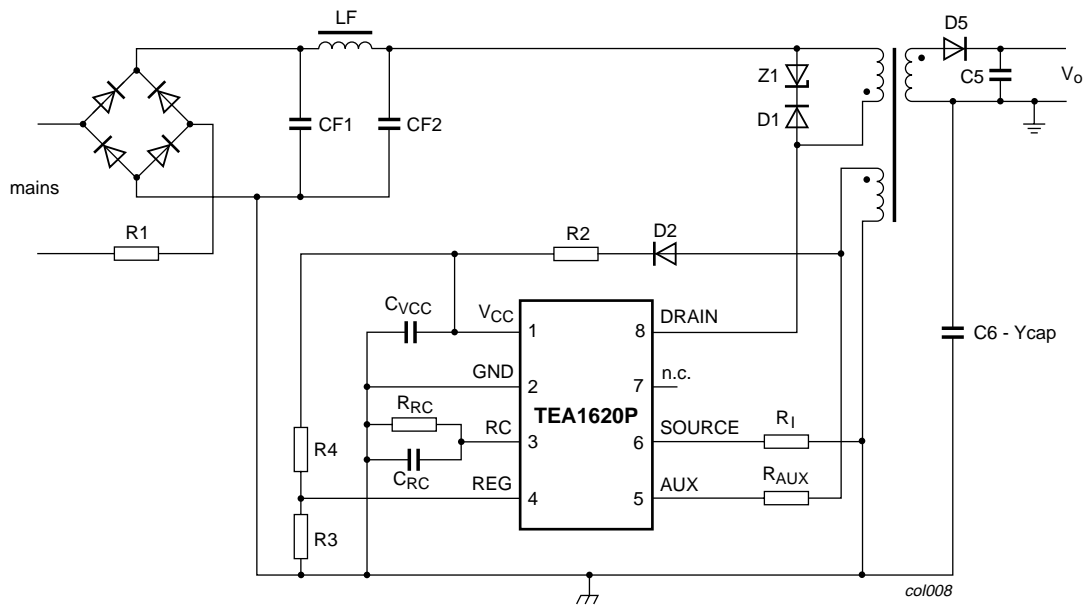 LF
D5
Z1
C5
Vo
D1
CF1
CF2
mains
R1
R2
D2
CVCC
VCC
1
8
DRAIN
C6 - Ycap
GND
2
7
n.c.
TEA1620P
RRC
RC
3
6
SOURCE
RI
R4
CRC
REG
4
5
AUX
RAUX
R3
col008